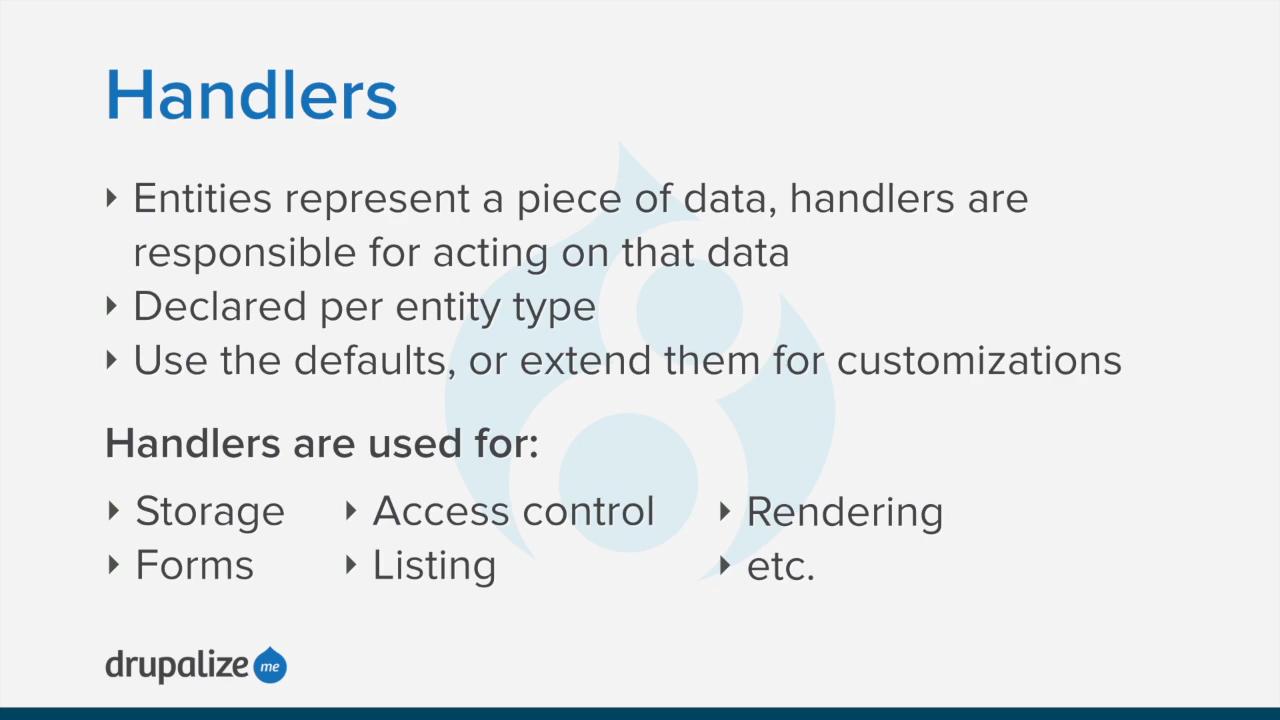 Handlers
‣ Entities represent a piece of data, handlers are
responsible for acting on that data
‣ Declared per entity type
‣ Use the defaults, or extend them for customizations
Handlers are used for:
‣ Storage ‣ Access control ‣ Rendering
‣ Forms ‣ Listing ‣ etc.
drupalize me